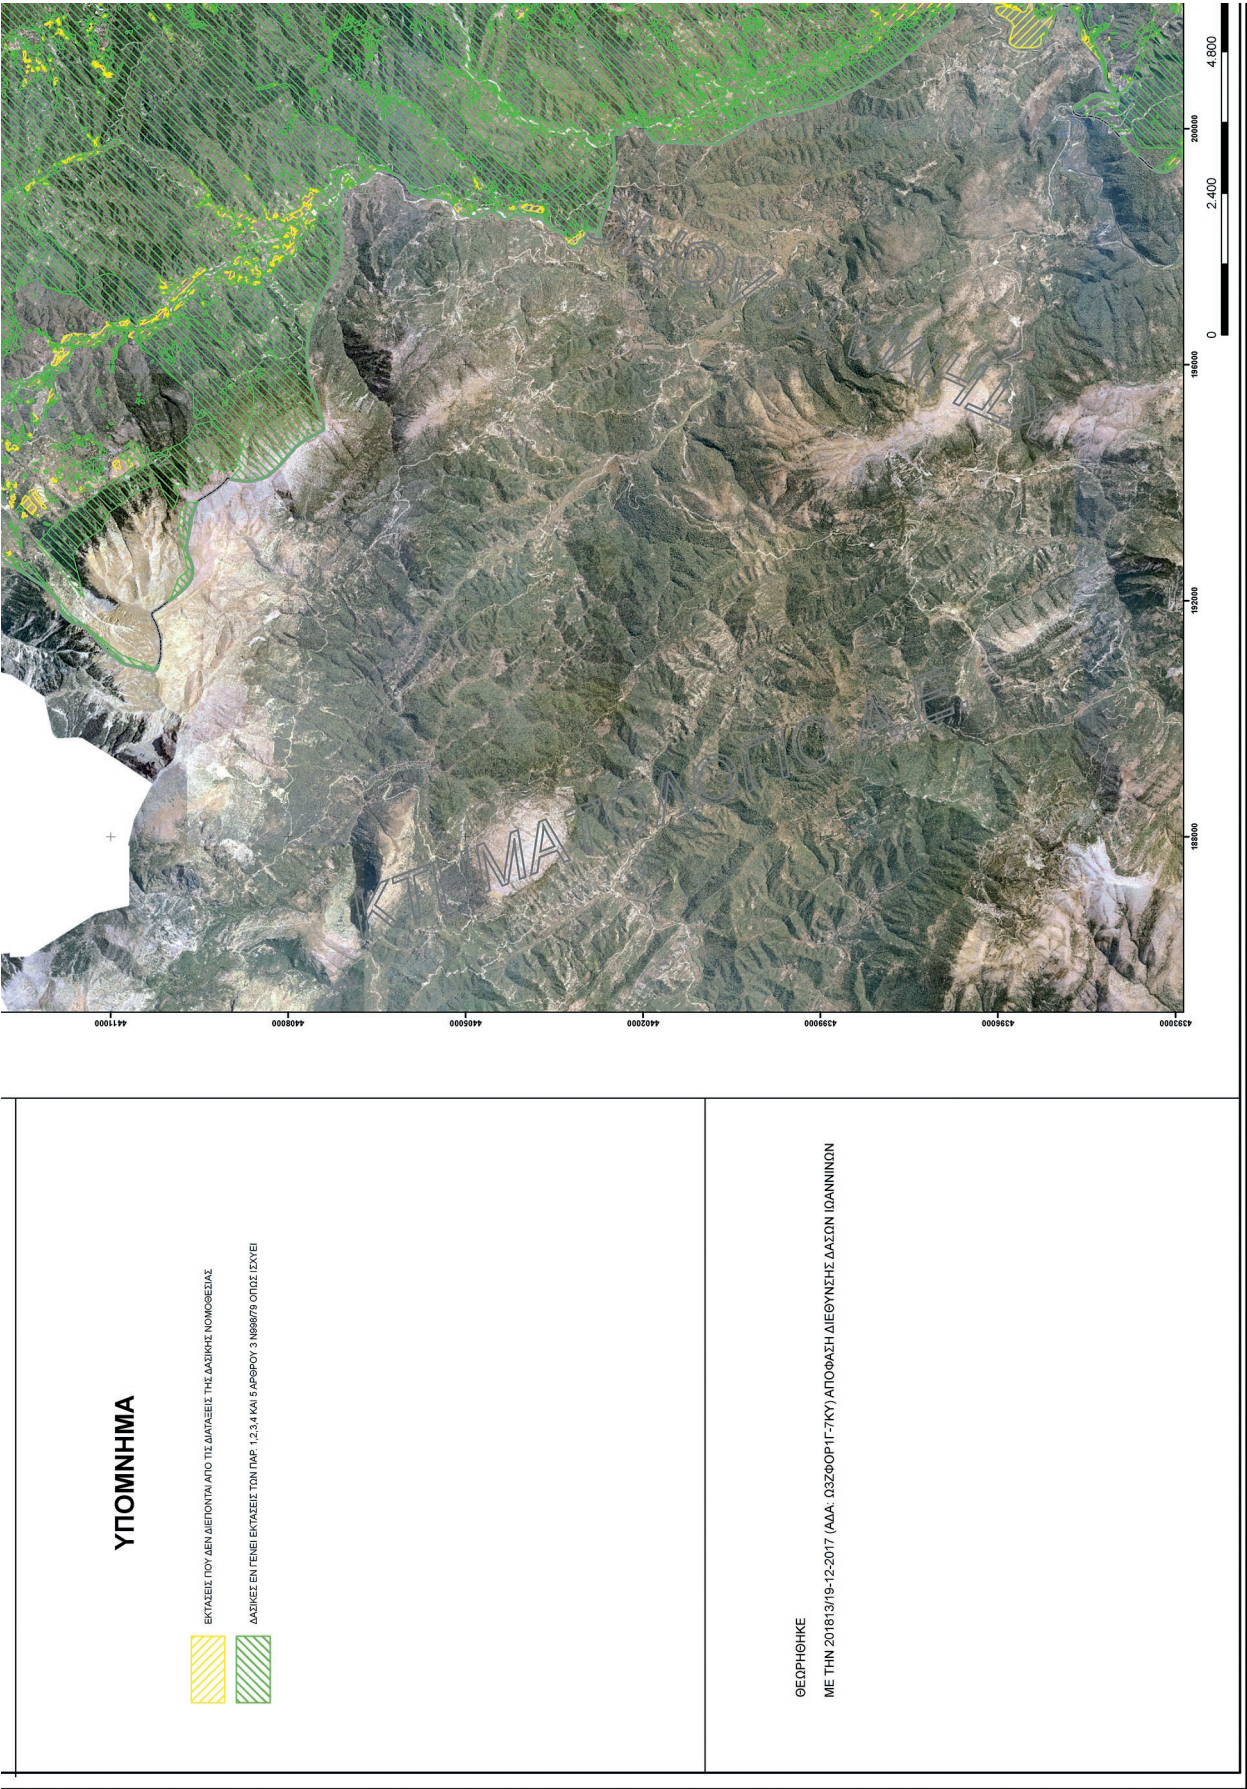 4.800
2.400
0
200000
196000
192000
188000
4411000
4408000
4405000
4402000
4399000
4396000
4393000
ΚΤΗΜΑΤΟΛΟΓΙΟ Α.Ε
ΥΠΟΜΝΗΜΑ
ΕΚΤΑΣΕΙΣ ΠΟΥ ΔΕΝ ΔΙΕΠΟΝΤΑΙ ΑΠΟ ΤΙΣ ΔΙΑΤΑΞΕΙΣ ΤΗΣ ΔΑΣΙΚΗΣ ΝΟΜΟΘΕΣΙΑΣ
ΔΑΣΙΚΕΣ ΕΝ ΓΕΝΕΙ ΕΚΤΑΣΕΙΣ ΤΩΝ ΠΑΡ. 1,2,3,4 ΚΑΙ 5 ΑΡΘΡΟΥ 3 Ν998/79 ΟΠΩΣ ΙΣΧΥΕΙ
ΘΕΩΡΗΘΗΚΕ
ΜΕ ΤΗΝ 201813/19-12-2017 (ΑΔΑ: Ω3ΖΦΟΡ1Γ-7ΚΥ) ΑΠΟΦΑΣΗ ΔΙΕΘΥΝΣΗΣ ΔΑΣΩΝ ΙΩΑΝΝΙΝΩΝ